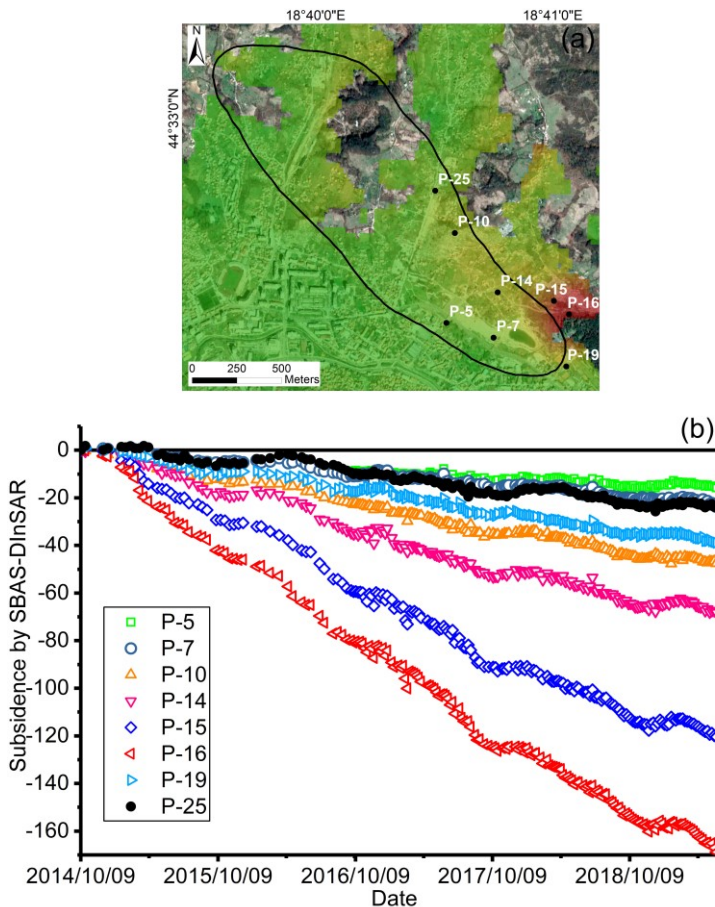 18°40'0"E
18°41'0"E
(a)
N
44°33'0"N
P-25
P-10
P-14
P-15
P-16
P-5
P-7
P-19
0 250 500
Meters
(b)
Subsidence by SBAS-DInSAR
0
-20
-40
-60
-80
-100
-120
-140
-160
P-5
P-7
P-10
P-14
P-15
P-16
P-19
P-25
2014/10/09 2015/10/09 2016/10/09 2017/10/09 2018/10/09
Date